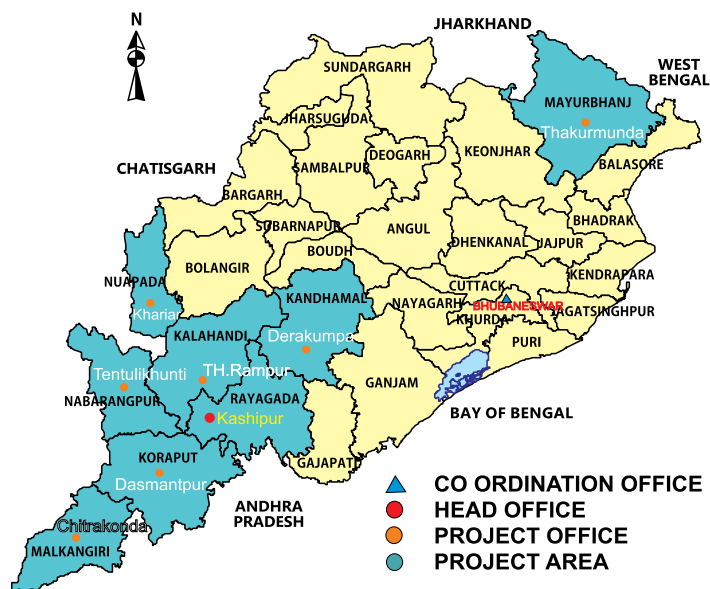 N
JHARKHAND
SUNDARGARH
WEST
BENGAL
MAYURBHANJ
Thakurmunda
JHARSUGUDA
DEOGARH
KEONJHAR
BALASORE
CHATISGARH
SAMBALPUR
BARGARH
SUBARNAPUR
ANGUL
BHADRAK
DHENKANAL
JAJPUR
BOUDH
BOLANGIR
KENDRAPARA
NUAPADA
CUTTACK
KANDHAMAL
NAYAGARH
BHUBANESWAR
JAGATSINGHPUR
Khariar
KHURDA
KALAHANDI
Derakumpa
PURI
Tentulikhunti
TH.Rampur
GANJAM
NABARANGPUR
RAYAGADA
BAY OF BENGAL
Kashipur
KORAPUT
GAJAPATI
Dasmantpur
CO ORDINATION OFFICE
ANDHRA
PRADESH
HEAD OFFICE
Chitrakonda
PROJECT OFFICE
MALKANGIRI
PROJECT AREA